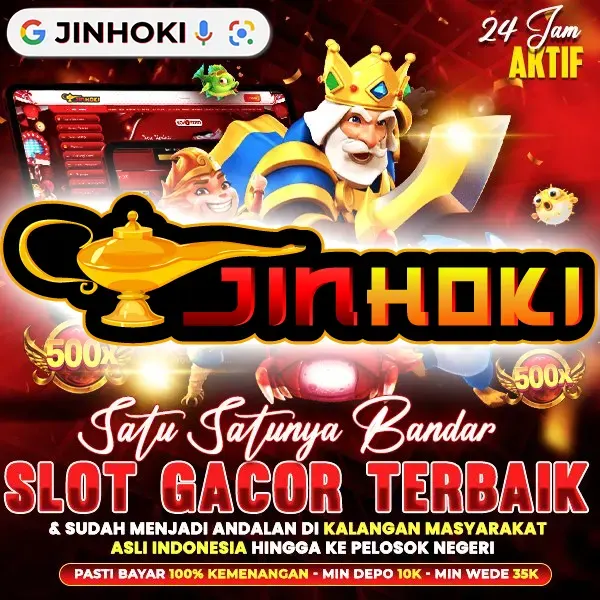 JINHOKI
24 Jam
AKTIF
JINHOKI
JINHOKI
500X
500X
Satu Satunya Bandar
SLOT GACOR TERBAIK
& SUDAH MENJADI ANDALAN DI KALANGAN MASYARAKAT
ASLI INDONESIA HINGGA KE PELOSOK NEGERI
PASTI BAYAR 100% KEMENANGAN - MIN DEPO 10K - MIN WEDE 35K